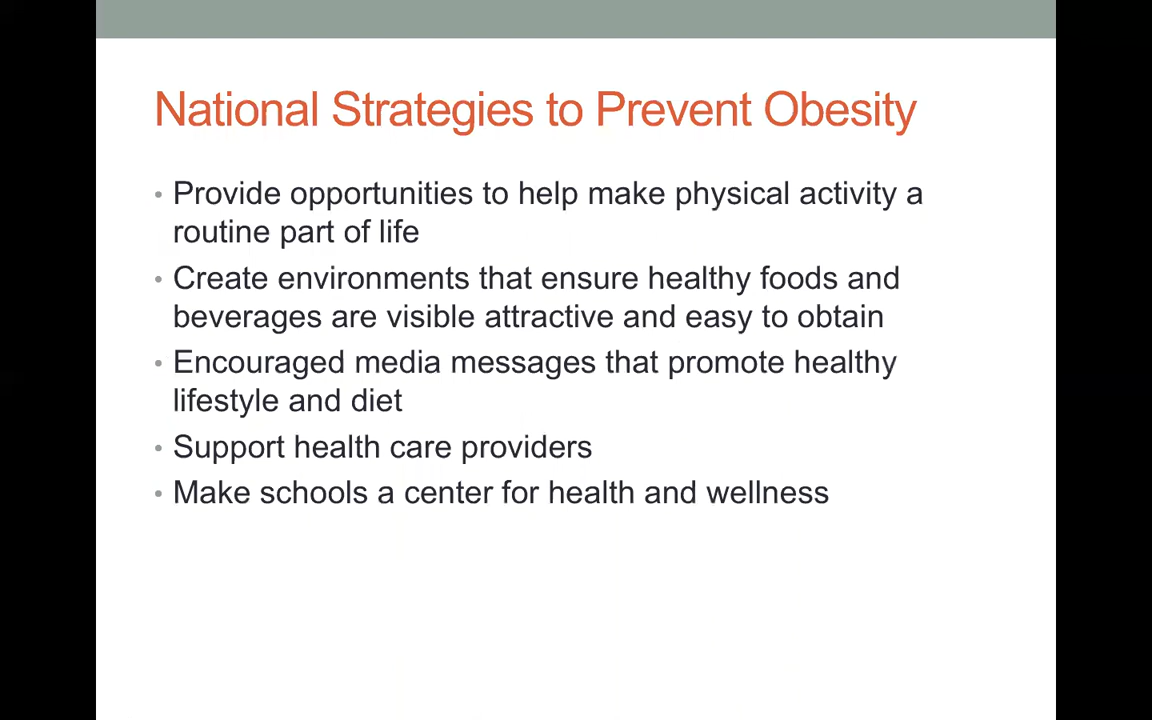 National Strategies to Prevent Obesity
• Provide opportunities to help make physical activity a
routine part of life
• Create environments that ensure healthy foods and
beverages are visible attractive and easy to obtain
• Encouraged media messages that promote healthy
lifestyle and diet
• Support health care providers
• Make schools a center for health and wellness